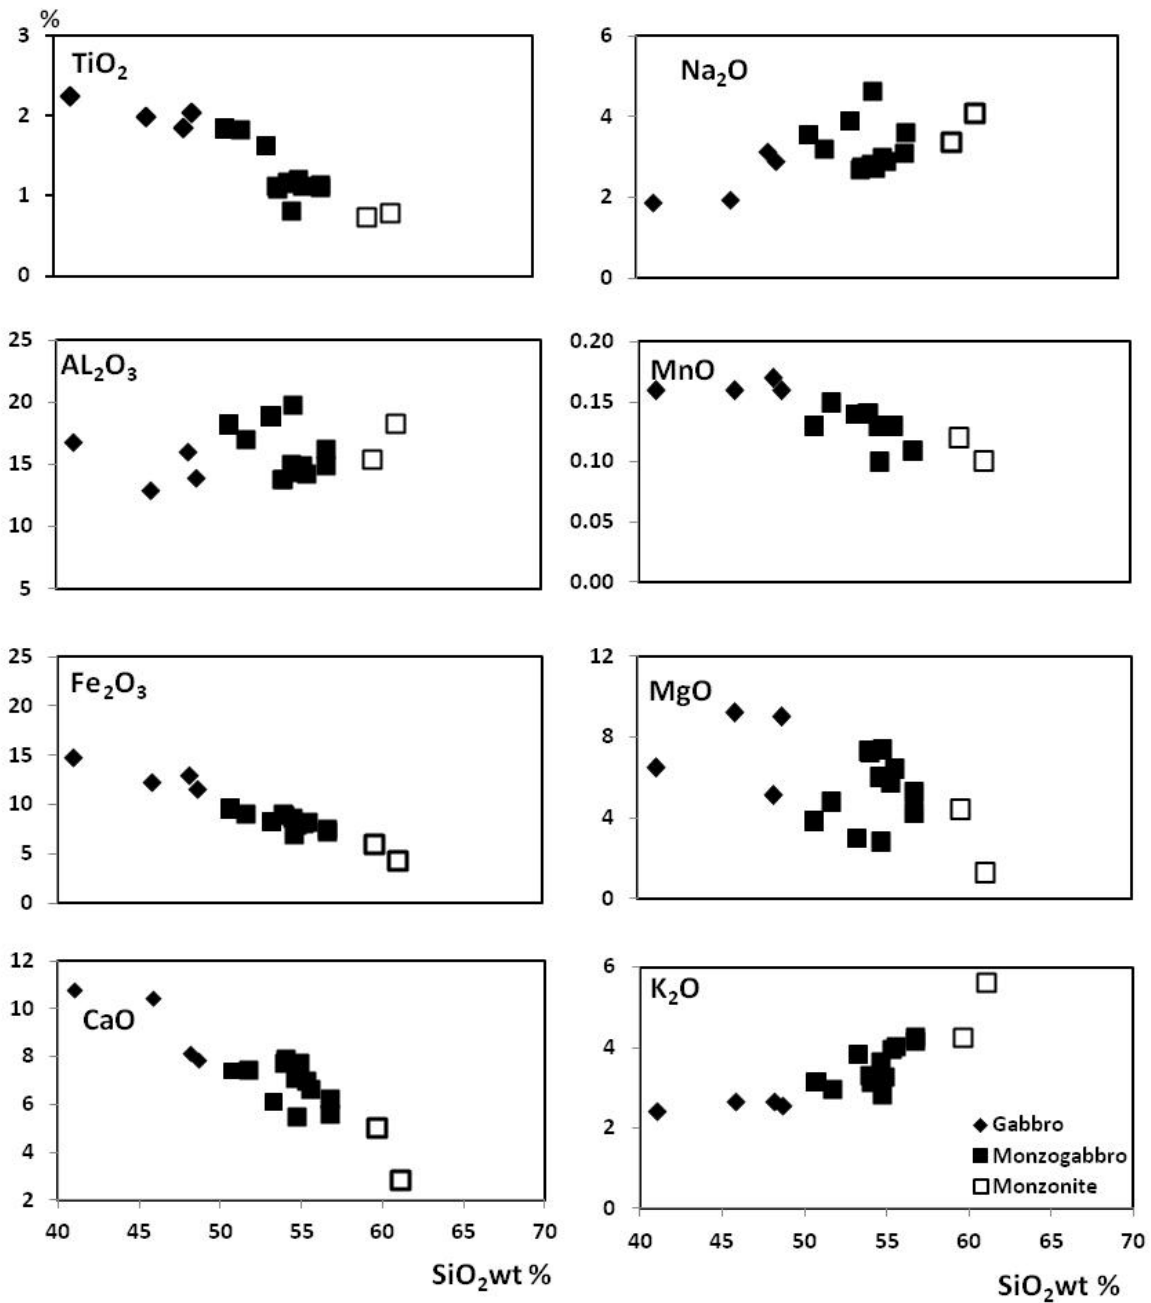 %
3
TiO₂
2
1
0
6
Na₂O
4
2
0
25
AL₂O₃
20
15
10
5
0.20
MnO
0.15
0.10
0.05
0.00
25
Fe₂O₃
20
15
10
5
0
12
MgO
8
4
0
12
10
CaO
8
6
4
2
40 45 50 55 60 65 70
SiO₂wt %
6
K₂O
4
2
Gabbro
Monzogabbro
Monzonite
0
40 45 50 55 60 65 70
SiO₂wt %